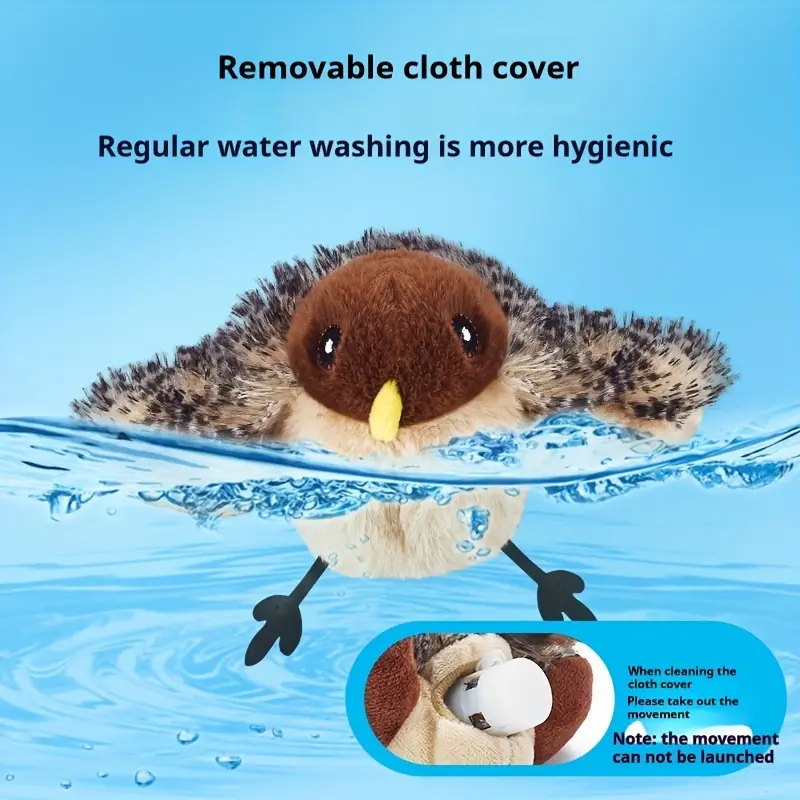 Removable cloth cover
Regular water washing is more hygienic
When cleaning the
cloth cover
Please take out the
movement
Note: the movement
can not be launched